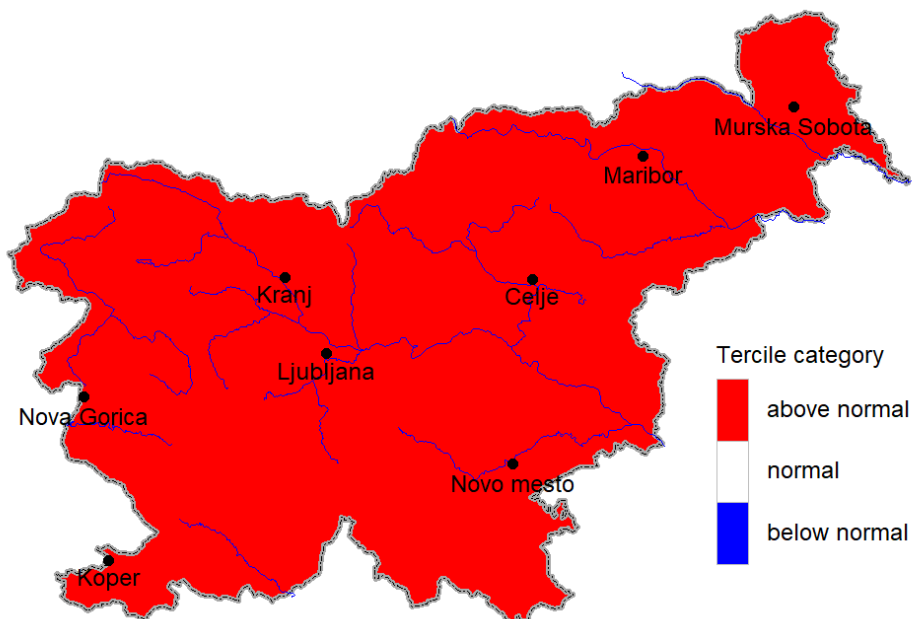 Murska Sobota
Maribor
Kranj
Celje
Ljubljana
Nova Gorica
Novo mesto
Koper
Tercile category
above normal
normal
below normal